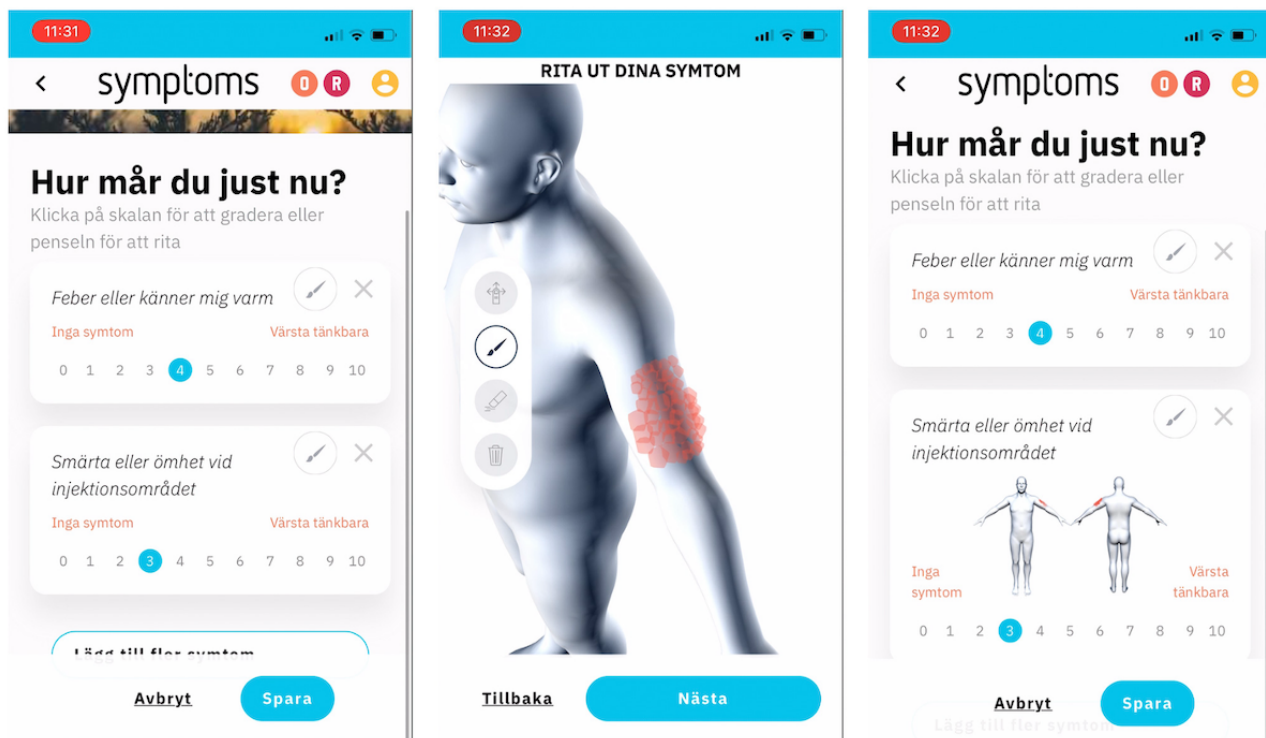 11:31
symptoms
O R
Hur mår du just nu?
Klicka på skalan för att gradera eller
penseln för att rita
Feber eller känner mig varm
Inga symtom Värsta tänkbara
0 1 2 3 4 5 6 7 8 9 10
Smärta eller ömhet vid
injektionsområdet
Inga symtom Värsta tänkbara
0 1 2 3 4 5 6 7 8 9 10
Lägg till fler symtom
Avbryt Spara
11:32
RITA UT DINA SYMTOM
Tillbaka Nästa
11:32
symptoms
O R
Hur mår du just nu?
Klicka på skalan för att gradera eller
penseln för att rita
Feber eller känner mig varm
Inga symtom Värsta tänkbara
0 1 2 3 4 5 6 7 8 9 10
Smärta eller ömhet vid
injektionsområdet
Inga Värsta
symtom tänkbara
0 1 2 3 4 5 6 7 8 9 10
Avbryt Spara
Lägg till fler symtom